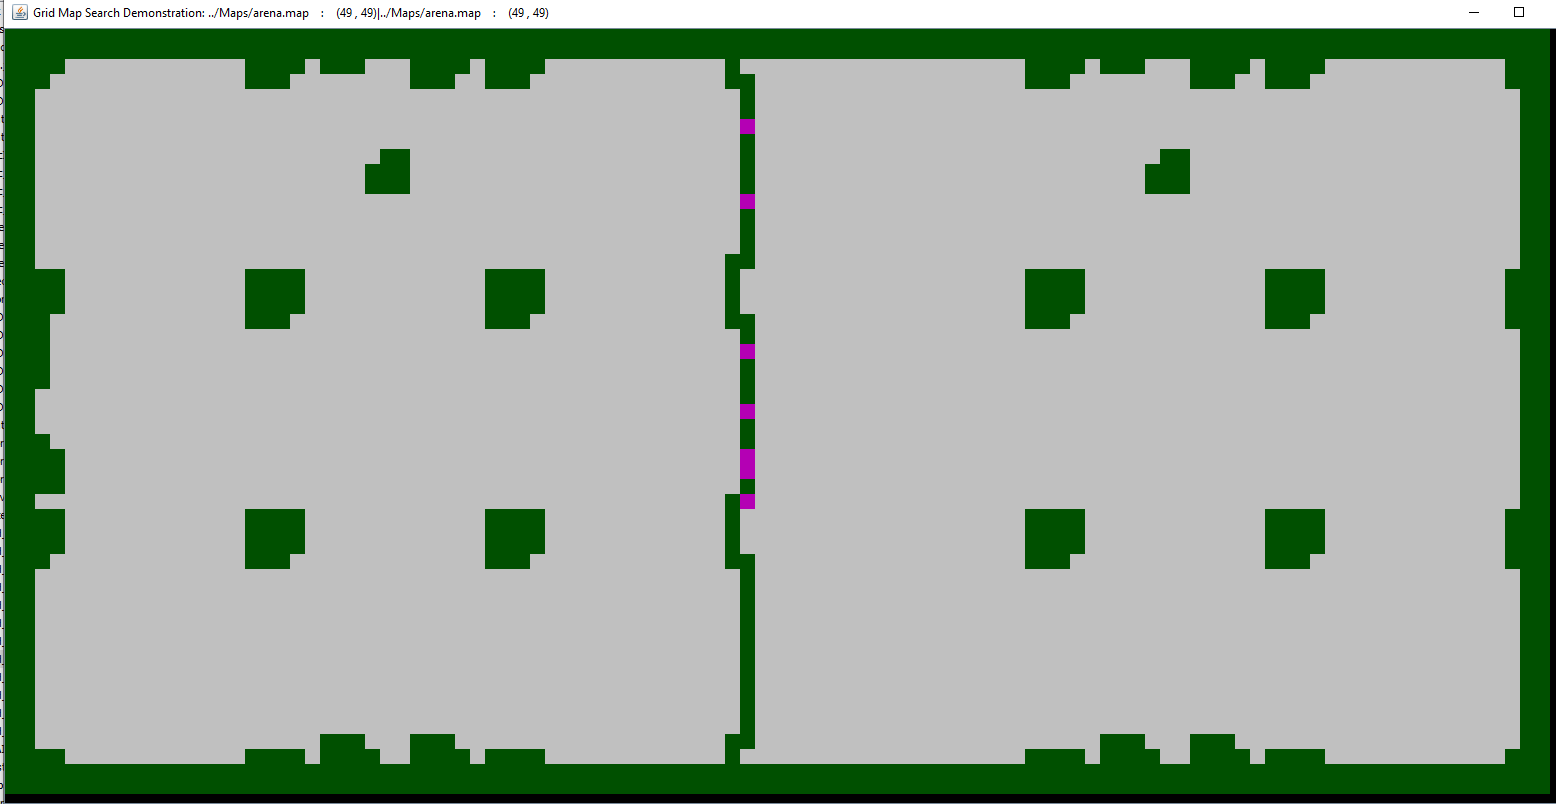 Grid Map Search Demonstration: ../Maps/arena.map : (49 , 49)|../Maps/arena.map : (49 , 49)